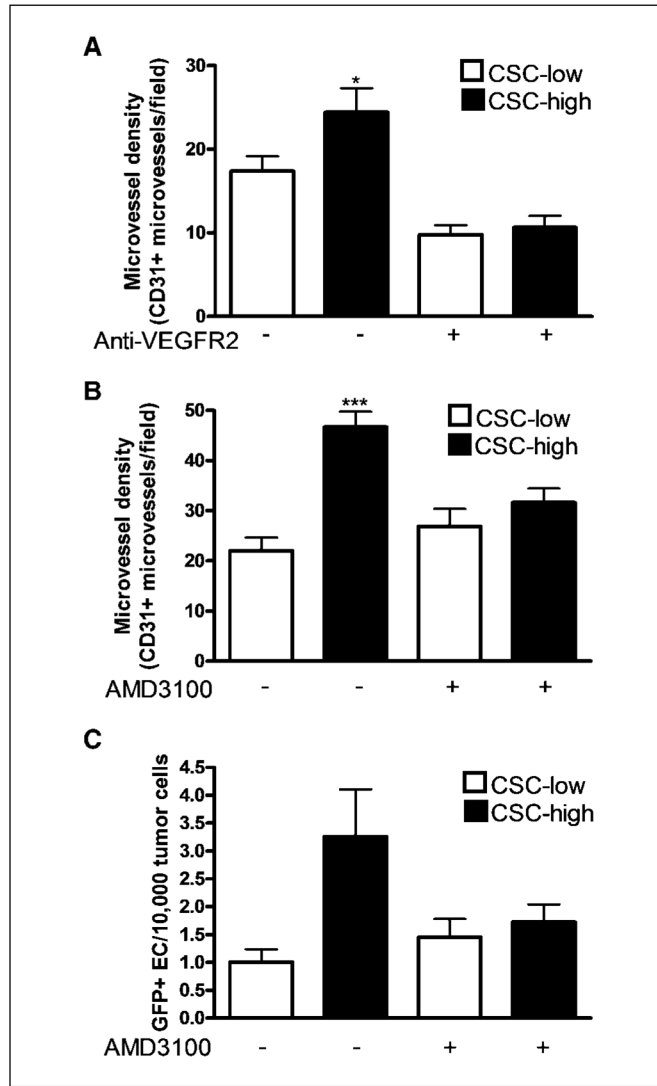 A
Microvessel density
(CD31+ microvessels/field)
30
20
10
0
*
CSC-low
CSC-high
Anti-VEGFR2 - - + +
B
Microvessel density
(CD31+ microvessels/field)
50
40
30
20
10
0
***
CSC-low
CSC-high
AMD3100 - - + +
C
GFP+ EC/10,000 tumor cells
4.5
4.0
3.5
3.0
2.5
2.0
1.5
1.0
0.5
0.0
CSC-low
CSC-high
AMD3100 - - + +